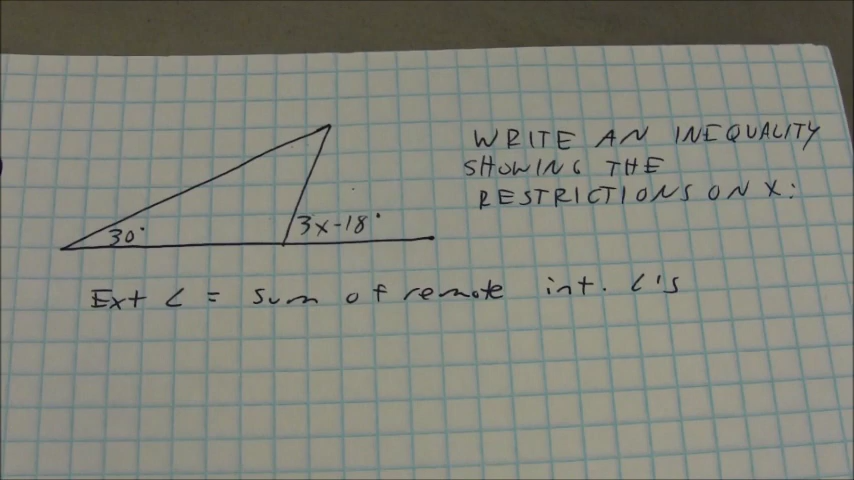 WRITE AN INEQUALITY
SHOWING THE
RESTRICTIONS ON X:
30°
3x-18°
Ext ∠ = sum of remote int. ∠'s